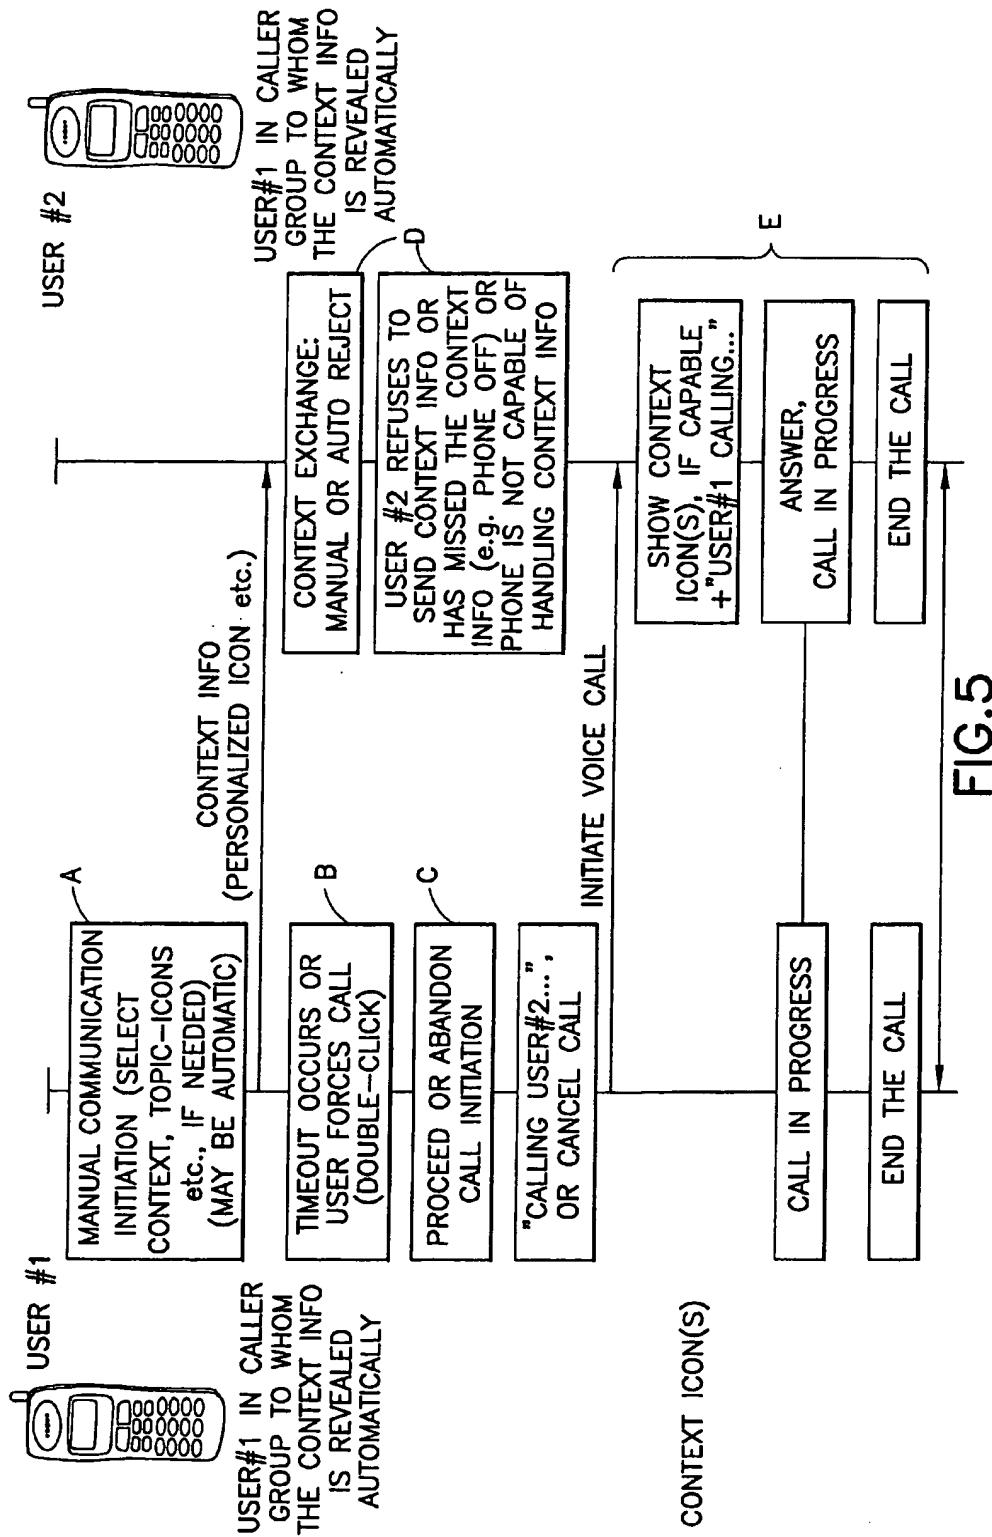 USER #1
USER#1 IN CALLER
GROUP TO WHOM
THE CONTEXT INFO
IS REVEALED
AUTOMATICALLY
USER #2
USER#1 IN CALLER
GROUP TO WHOM
THE CONTEXT INFO
IS REVEALED
AUTOMATICALLY
A
MANUAL COMMUNICATION
INITIATION (SELECT
CONTEXT, TOPIC-ICONS
etc., IF NEEDED)
(MAY BE AUTOMATIC)
CONTEXT INFO
(PERSONALIZED ICON etc.)
B
TIMEOUT OCCURS OR
USER FORCES CALL
(DOUBLE-CLICK)
CONTEXT EXCHANGE:
MANUAL OR AUTO REJECT
D
C
PROCEED OR ABANDON
CALL INITIATION
USER #2 REFUSES TO
SEND CONTEXT INFO OR
HAS MISSED THE CONTEXT
INFO (e.g. PHONE OFF) OR
PHONE IS NOT CAPABLE OF
HANDLING CONTEXT INFO
"CALLING USER#2...",
OR CANCEL CALL
INITIATE VOICE CALL
CONTEXT ICON(S)
SHOW CONTEXT
ICON(S), IF CAPABLE
+"USER#1 CALLING..."
E
CALL IN PROGRESS
ANSWER,
CALL IN PROGRESS
END THE CALL
END THE CALL
FIG.5